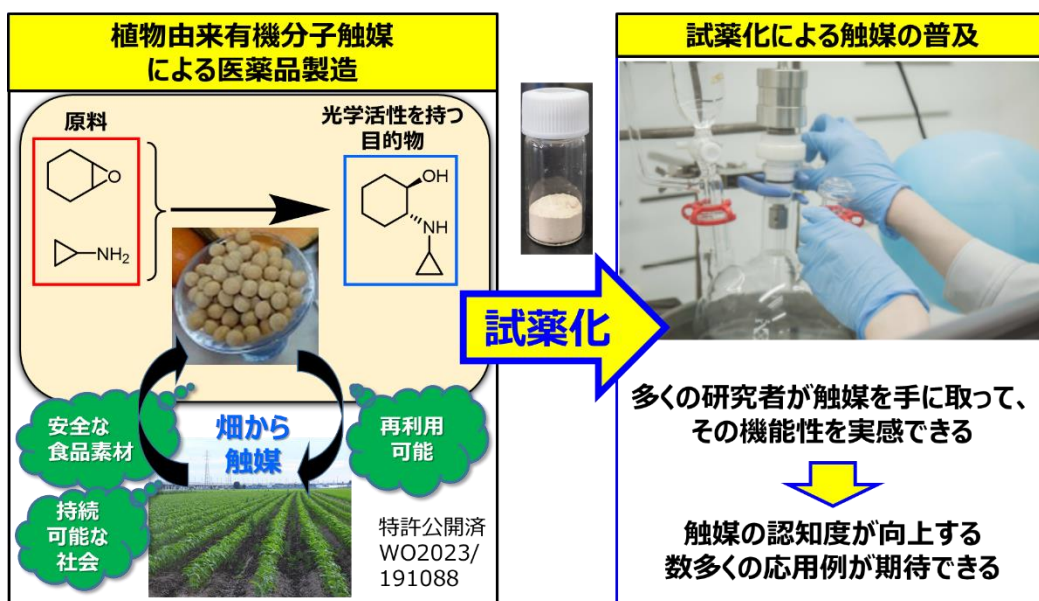 植物由来有機分子触媒
による医薬品製造
原料
光学活性を持つ
目的物
O
NH₂
OH
NH
安全な
食品素材
畑から
触媒
再利用
可能
持続
可能な
社会
特許公開済
WO2023/
191088
試薬化
試薬化による触媒の普及
多くの研究者が触媒を手に取って、
その機能性を実感できる
触媒の認知度が向上する
数多くの応用例が期待できる